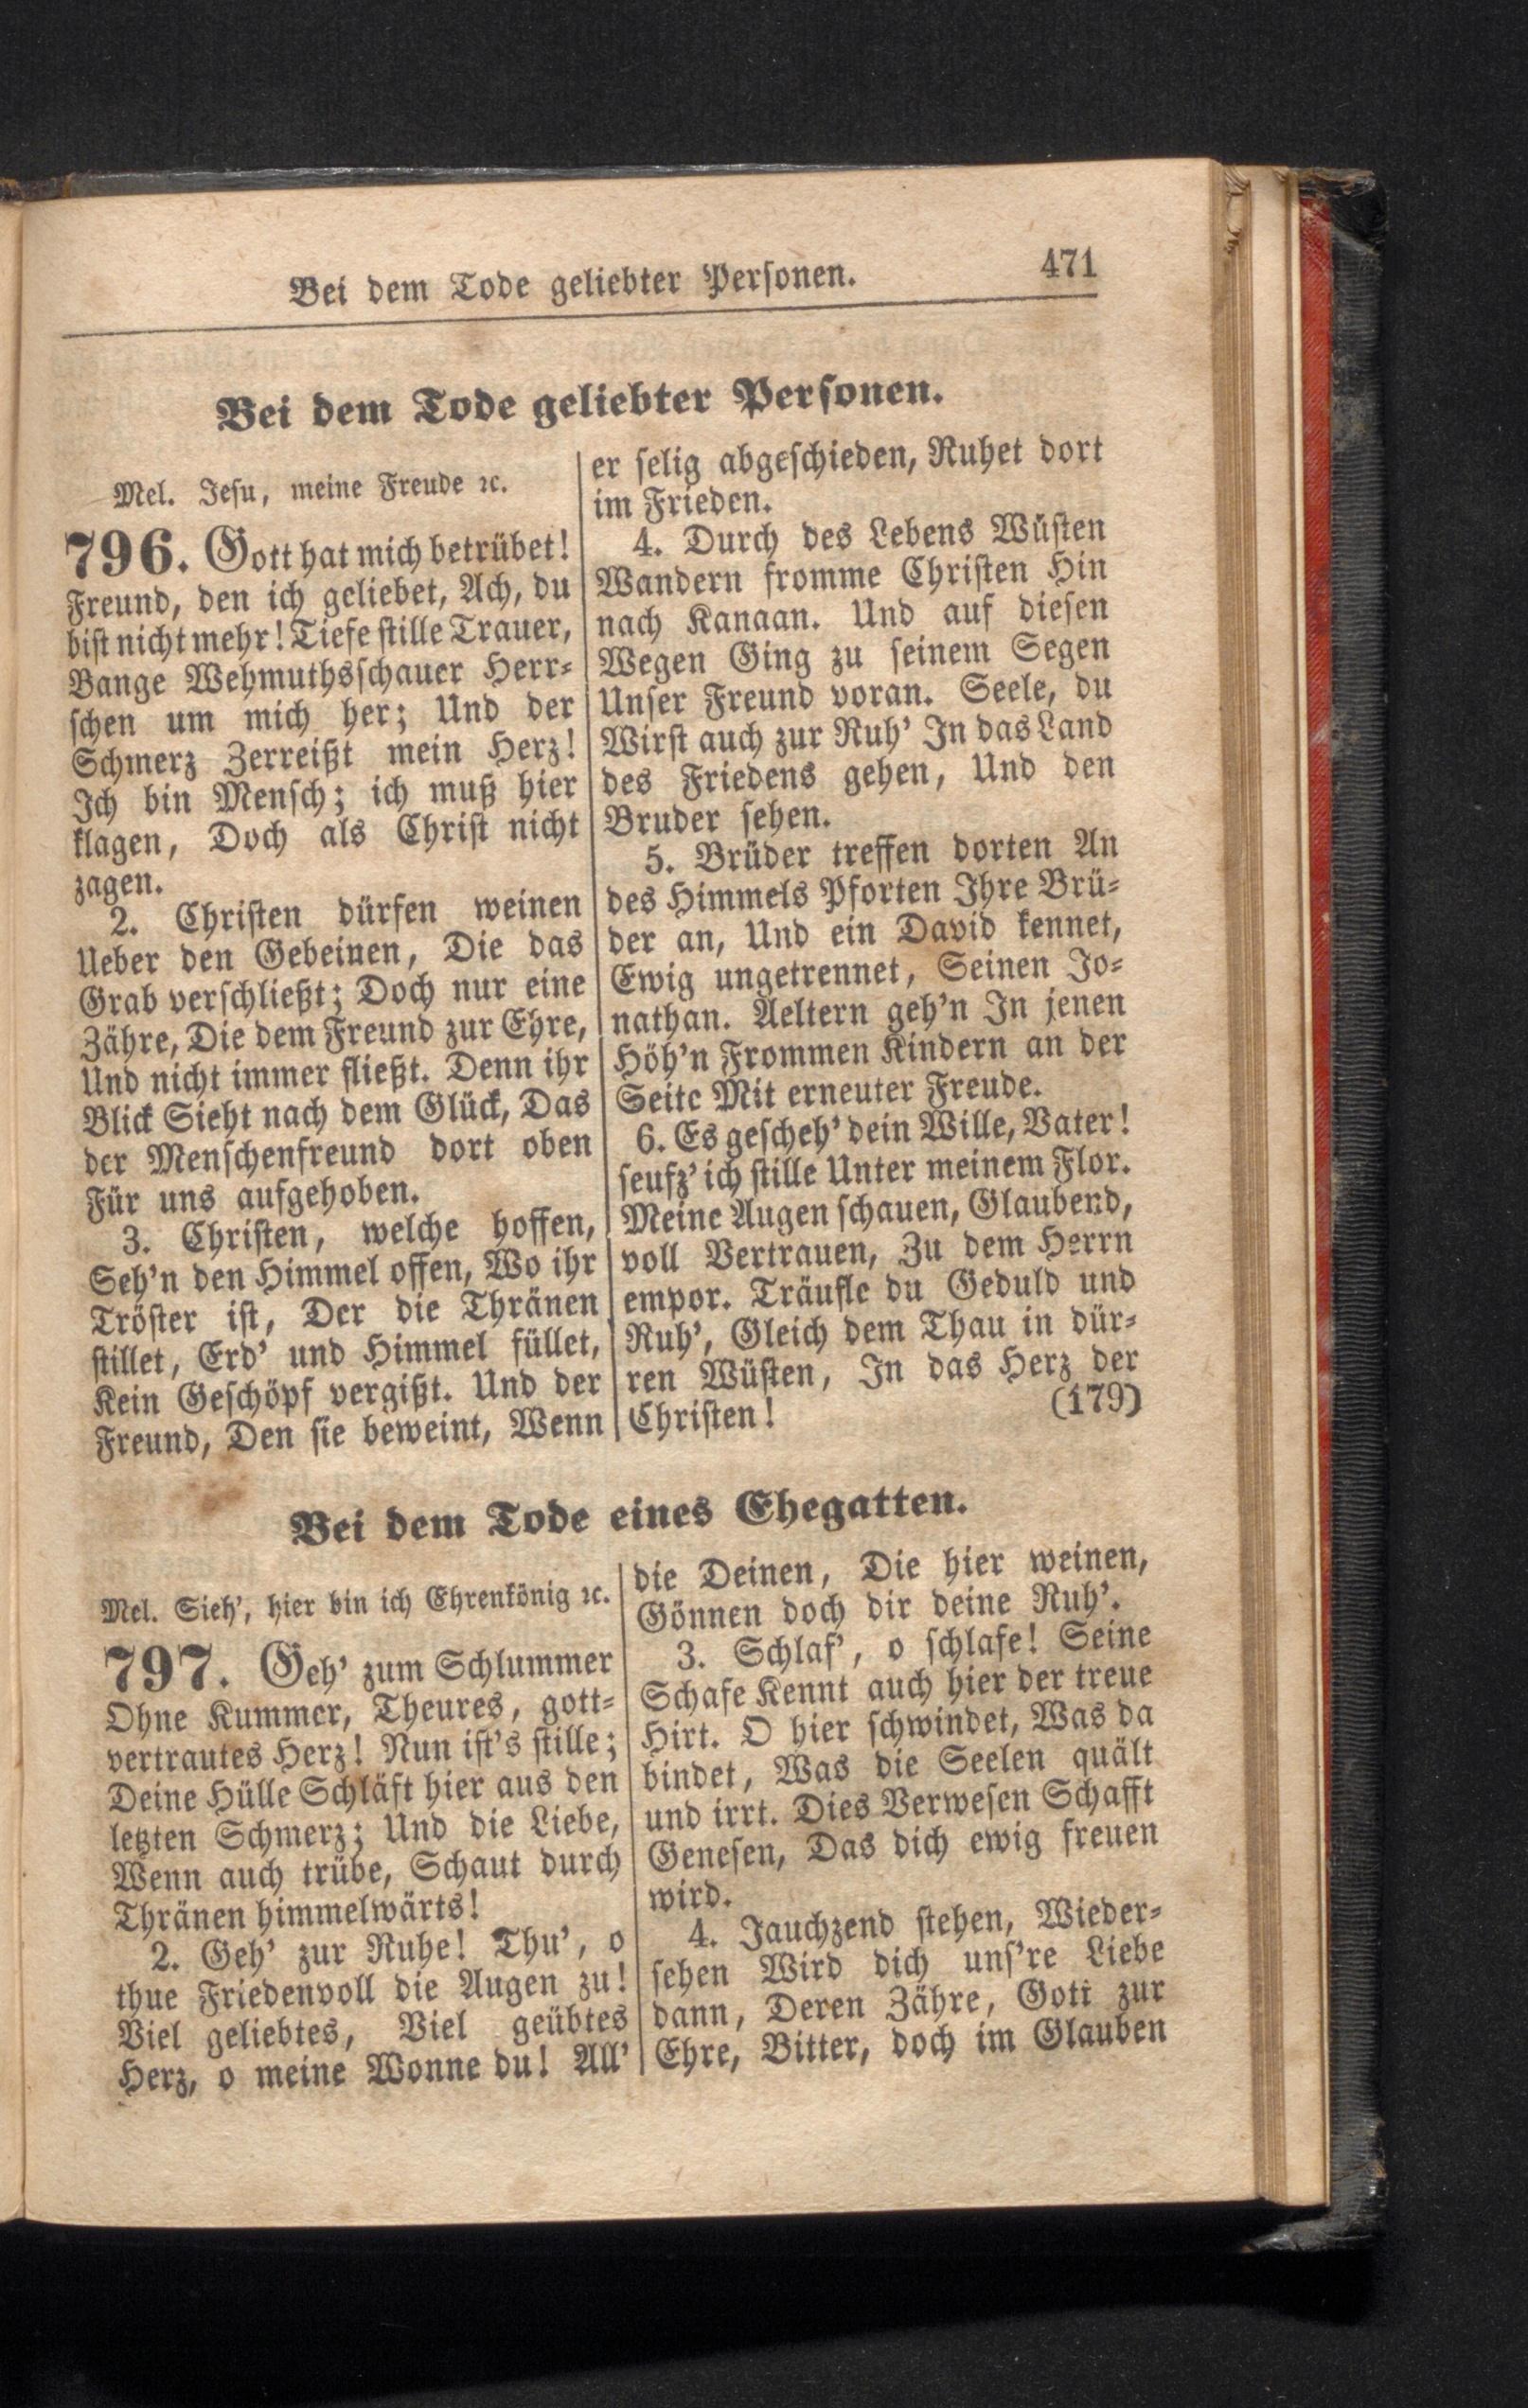 Bei dem Tode geliebter Personen. 471
Bei dem Tode geliebter Personen.
Mel. Jesu, meine Freude ꝛc.
796. Gott hat mich betrübet!
Freund, den ich geliebet, Ach, du
bist nicht mehr! Tiefe stille Trauer,
Bange Wehmuthsschauer Herr-
schen um mich her; Und der
Schmerz Zerreißt mein Herz!
Ich bin Mensch; ich muß hier
klagen, Doch als Christ nicht
zagen.
2. Christen dürfen weinen
Ueber den Gebeinen, Die das
Grab verschließt; Doch nur eine
Zähre, Die dem Freund zur Ehre,
Und nicht immer fließt. Denn ihr
Blick Sieht nach dem Glück, Das
der Menschenfreund dort oben
Für uns aufgehoben.
3. Christen, welche hoffen,
Seh'n den Himmel offen, Wo ihr
Tröster ist, Der die Thränen
stillet, Erd' und Himmel füllet,
Kein Geschöpf vergißt. Und der
Freund, Den sie beweint, Wenn
er selig abgeschieden, Ruhet dort
im Frieden.
4. Durch des Lebens Wüsten
Wandern fromme Christen Hin
nach Kanaan. Und auf diesen
Wegen Ging zu seinem Segen
Unser Freund voran. Seele, du
Wirst auch zur Ruh' In das Land
des Friedens gehen, Und den
Bruder sehen.
5. Brüder treffen dorten An
des Himmels Pforten Ihre Brü-
der an, Und ein David kennet,
Ewig ungetrennet, Seinen Jo-
nathan. Aeltern geh'n In jenen
Höh'n Frommen Kindern an der
Seite Mit erneuter Freude.
6. Es gescheh' dein Wille, Vater!
seufz' ich stille Unter meinem Flor.
Meine Augen schauen, Glaubend,
voll Vertrauen, Zu dem Herrn
empor. Träufle du Geduld und
Ruh', Gleich dem Thau in dür-
ren Wüsten, In das Herz der
Christen! (179)
Bei dem Tode eines Ehegatten.
Mel. Sieh', hier bin ich Ehrenkönig ꝛc.
797. Geh' zum Schlummer
Ohne Kummer, Theures, gott-
vertrautes Herz! Nun ist's stille;
Deine Hülle Schläft hier aus den
letzten Schmerz; Und die Liebe,
Wenn auch trübe, Schaut durch
Thränen himmelwärts!
2. Geh' zur Ruhe! Thu', o
thue Friedenvoll die Augen zu!
Viel geliebtes, Viel geübtes
Herz, o meine Wonne du! All'
die Deinen, Die hier weinen,
Gönnen doch dir deine Ruh'.
3. Schlaf', o schlafe! Seine
Schafe Kennt auch hier der treue
Hirt. O hier schwindet, Was da
bindet, Was die Seelen quält
und irrt. Dies Verwesen Schafft
Genesen, Das dich ewig freuen
wird.
4. Jauchzend stehen, Wieder-
sehen Wird dich uns're Liebe
dann, Deren Zähre, Gott zur
Ehre, Bitter, doch im Glauben